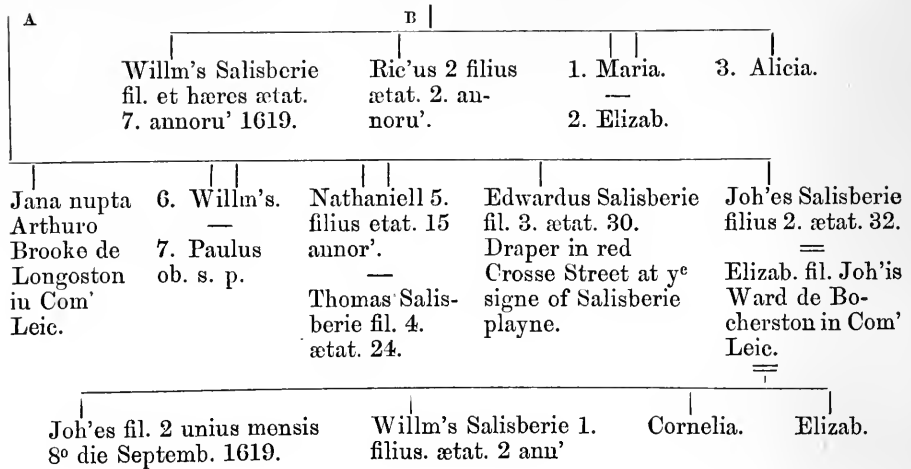 A
B
Willm's Salisberie
fil. et hæres ætat.
7. annoru' 1619.
Ric'us 2 filius
ætat. 2. an-
noru'.
1. Maria.
—
2. Elizab.
3. Alicia.
Jana nupta
Arthuro
Brooke de
Longoston
in Com'
Leic.
6. Willm's.
—
7. Paulus
ob. s. p.
Nathaniell 5.
filius etat. 15
annor'.
—
Thomas Salis-
berie fil. 4.
ætat. 24.
Edwardus Salisberie
fil. 3. ætat. 30.
Draper in red
Crosse Street at yᵉ
signe of Salisberie
playne.
Joh'es Salisberie
filius 2. ætat. 32.
=
Elizab. fil. Joh'is
Ward de Bo-
cherston in Com'
Leic.
=
Joh'es fil. 2 unius mensis
8º die Septemb. 1619.
Willm's Salisberie 1.
filius. ætat. 2 ann'
Cornelia.
Elizab.